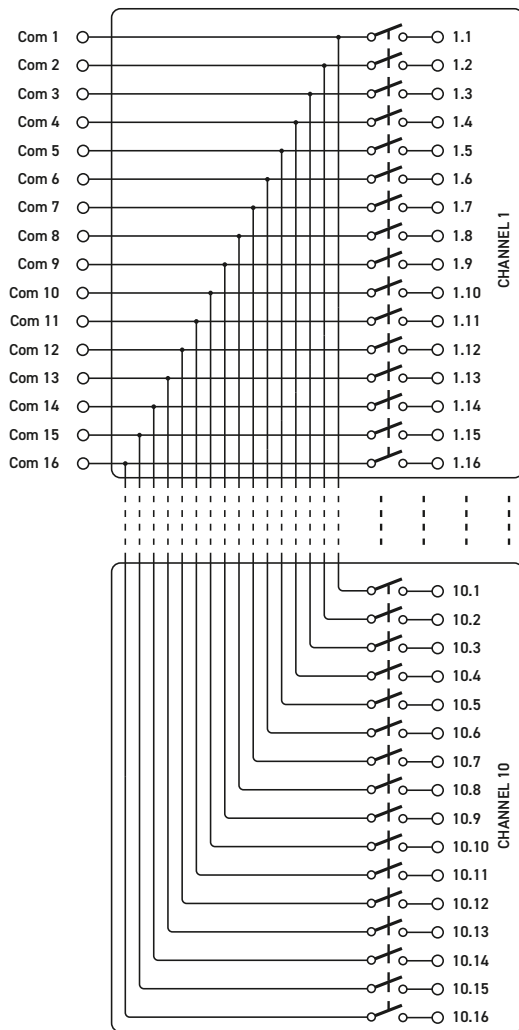 Com 1 1.1
Com 2 1.2
Com 3 1.3
Com 4 1.4
Com 5 1.5
Com 6 1.6
Com 7 1.7
Com 8 1.8
Com 9 1.9
Com 10 1.10
Com 11 1.11
Com 12 1.12
Com 13 1.13
Com 14 1.14
Com 15 1.15
Com 16 1.16
CHANNEL 1
10.1
10.2
10.3
10.4
10.5
10.6
10.7
10.8
10.9
10.10
10.11
10.12
10.13
10.14
10.15
10.16
CHANNEL 10